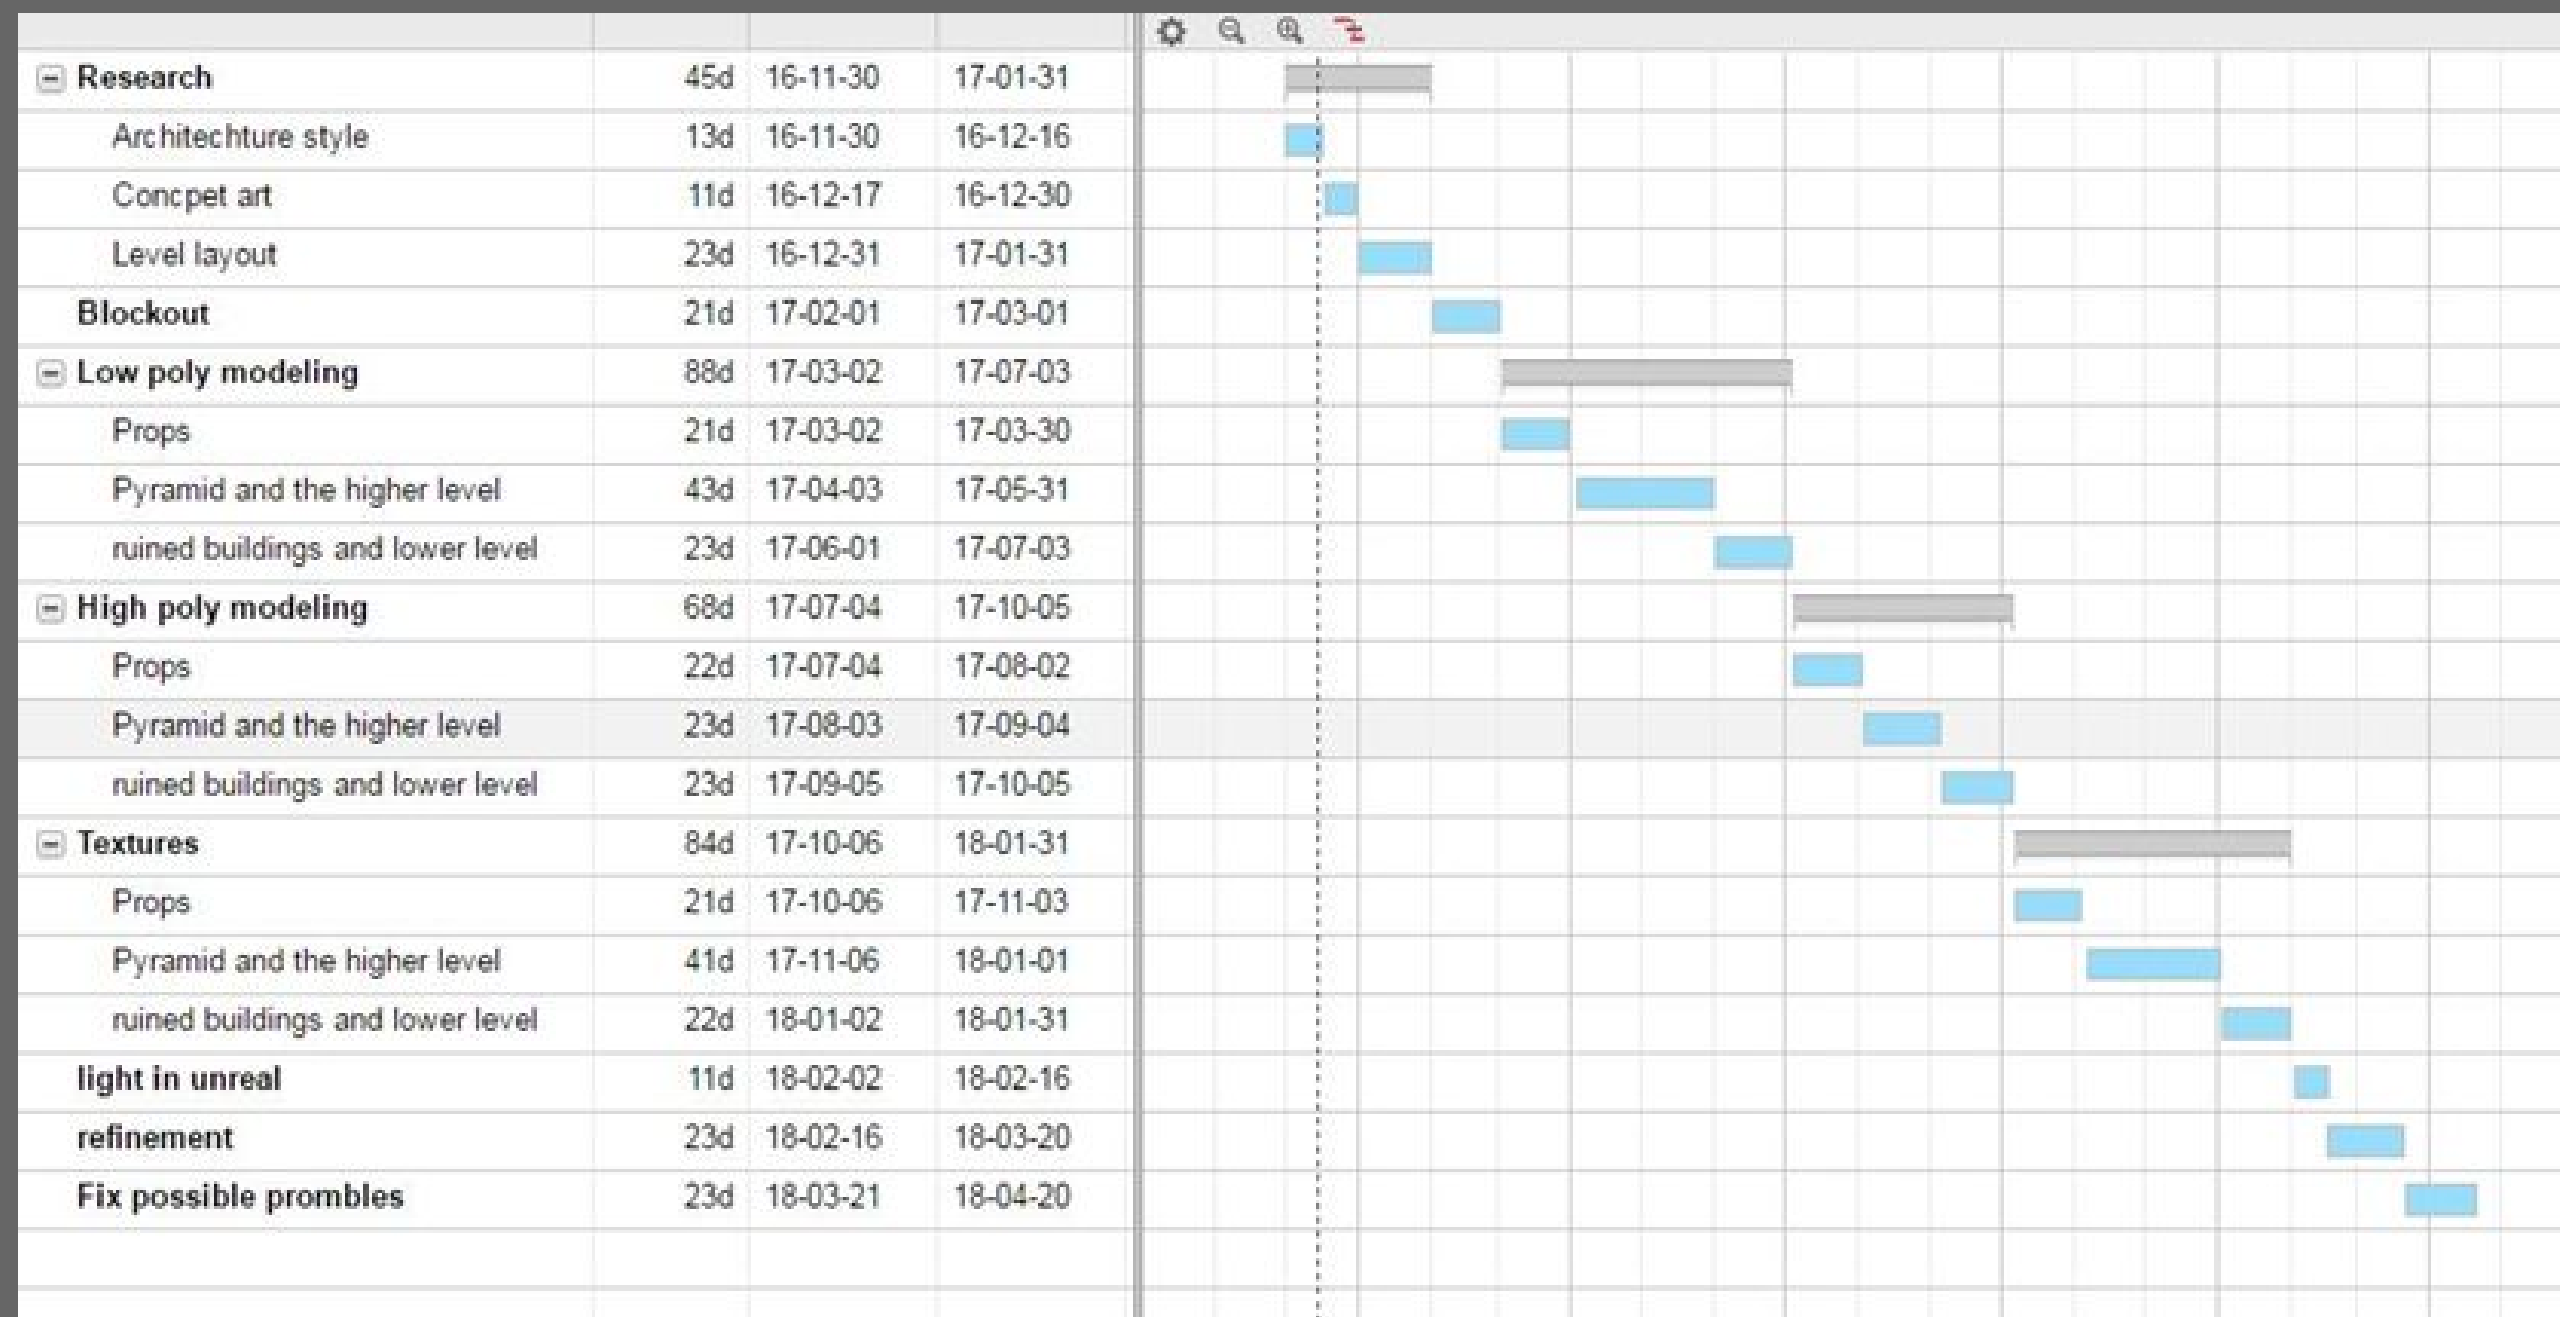 Research 45d 16-11-30 17-01-31
Architechture style 13d 16-11-30 16-12-16
Concpet art 11d 16-12-17 16-12-30
Level layout 23d 16-12-31 17-01-31
Blockout 21d 17-02-01 17-03-01
Low poly modeling 88d 17-03-02 17-07-03
Props 21d 17-03-02 17-03-30
Pyramid and the higher level 43d 17-04-03 17-05-31
ruined buildings and lower level 23d 17-06-01 17-07-03
High poly modeling 68d 17-07-04 17-10-05
Props 22d 17-07-04 17-08-02
Pyramid and the higher level 23d 17-08-03 17-09-04
ruined buildings and lower level 23d 17-09-05 17-10-05
Textures 84d 17-10-06 18-01-31
Props 21d 17-10-06 17-11-03
Pyramid and the higher level 41d 17-11-06 18-01-01
ruined buildings and lower level 22d 18-01-02 18-01-31
light in unreal 11d 18-02-02 18-02-16
refinement 23d 18-02-16 18-03-20
Fix possible prombles 23d 18-03-21 18-04-20